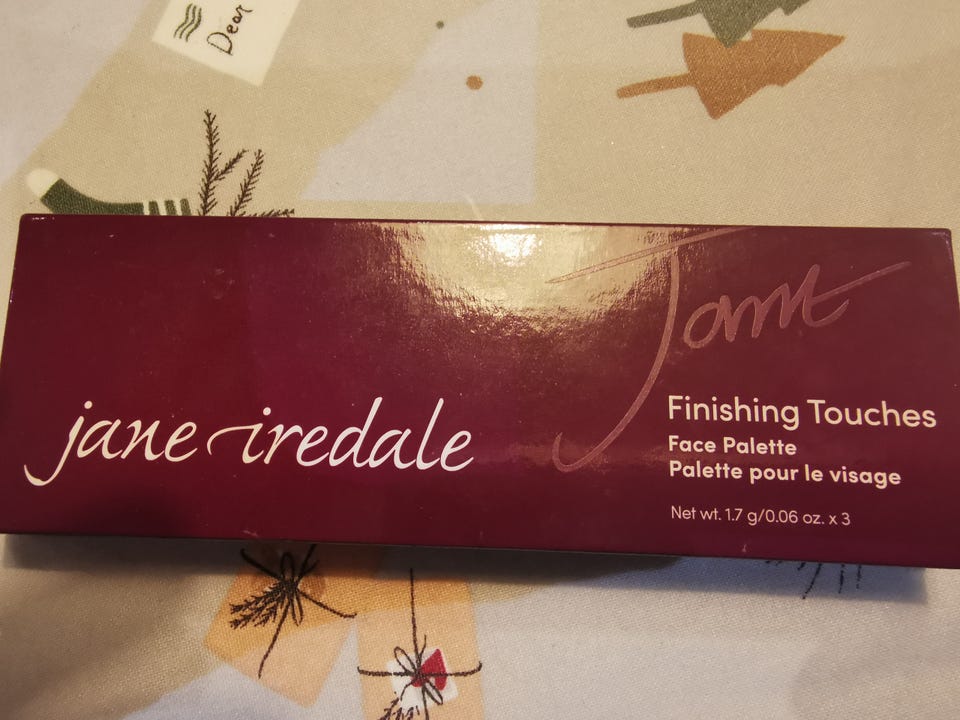 Dear
jane iredale
Finishing Touches
Face Palette
Palette pour le visage
Net wt. 1.7 g/0.06 oz. x 3